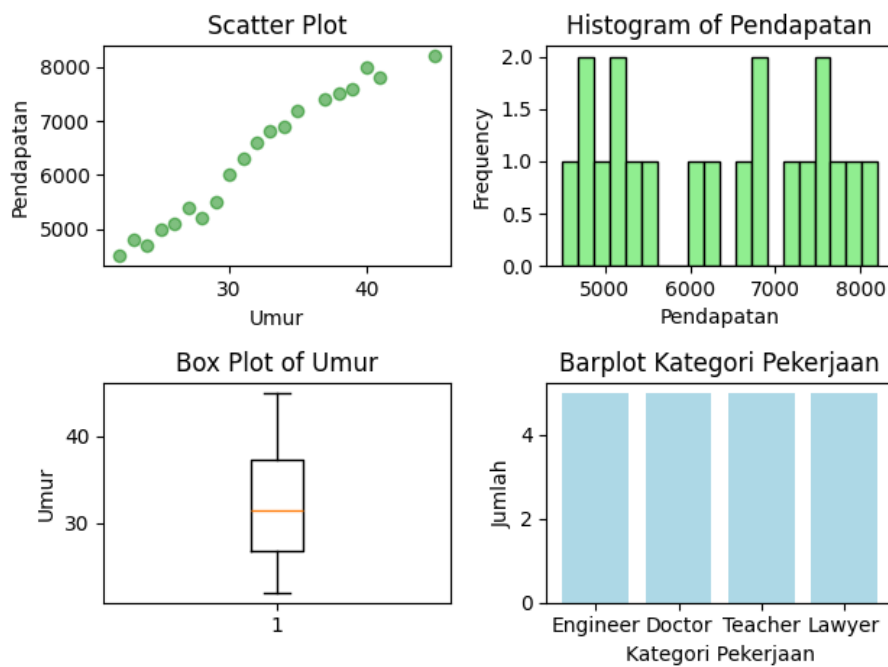 Scatter Plot
8000
7000
6000
5000
Pendapatan
30 40
Umur
Histogram of Pendapatan
2.0
1.5
1.0
0.5
0.0
Frequency
5000 6000 7000 8000
Pendapatan
Box Plot of Umur
40
30
Umur
1
Barplot Kategori Pekerjaan
4
2
0
Jumlah
Engineer Doctor Teacher Lawyer
Kategori Pekerjaan